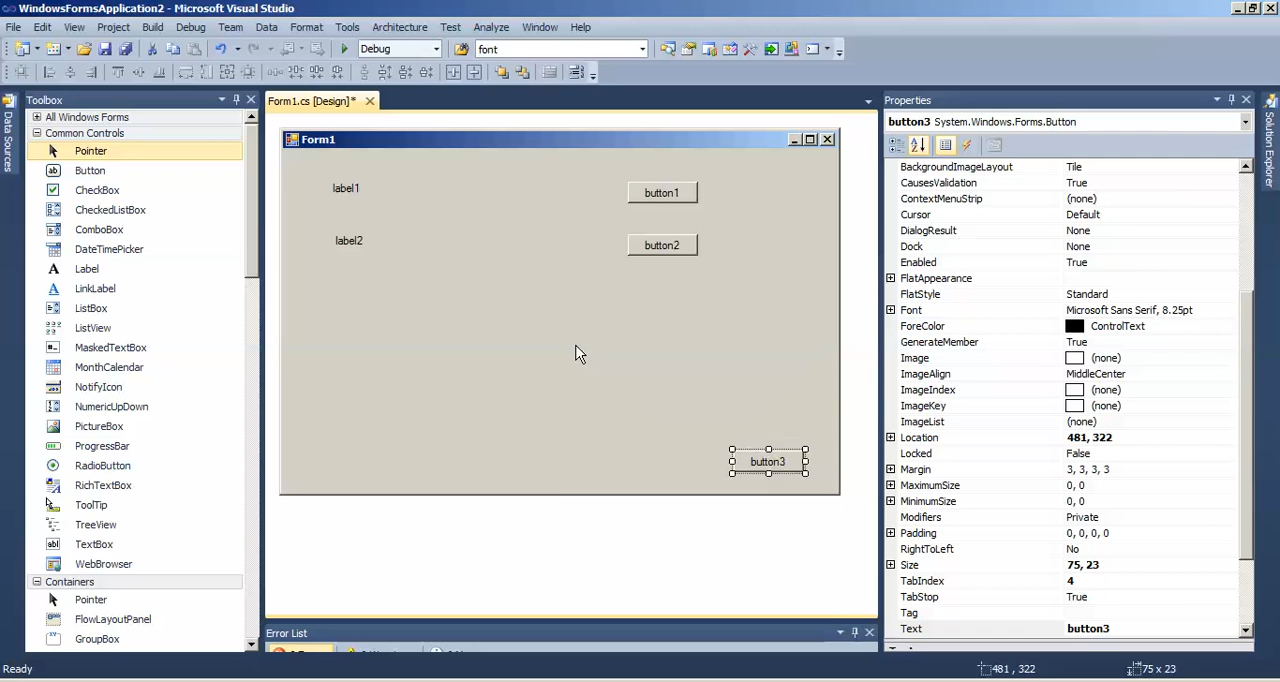 WindowsFormsApplication2 - Microsoft Visual Studio
File Edit View Project Build Debug Team Data Format Tools Architecture Test Analyze Window Help
Debug font
Data Sources
Toolbox
All Windows Forms
Common Controls
Pointer
Button
CheckBox
CheckedListBox
ComboBox
DateTimePicker
Label
LinkLabel
ListBox
ListView
MaskedTextBox
MonthCalendar
NotifyIcon
NumericUpDown
PictureBox
ProgressBar
RadioButton
RichTextBox
ToolTip
TreeView
TextBox
WebBrowser
Containers
Pointer
FlowLayoutPanel
GroupBox
Form1.cs [Design]*
Form1
label1 button1
label2 button2
button3
Error List
Properties
button3 System.Windows.Forms.Button
BackgroundImageLayout Tile
CausesValidation True
ContextMenuStrip (none)
Cursor Default
DialogResult None
Dock None
Enabled True
FlatAppearance
FlatStyle Standard
Font Microsoft Sans Serif, 8.25pt
ForeColor ControlText
GenerateMember True
Image (none)
ImageAlign MiddleCenter
ImageIndex (none)
ImageKey (none)
ImageList (none)
Location 481, 322
Locked False
Margin 3, 3, 3, 3
MaximumSize 0, 0
MinimumSize 0, 0
Modifiers Private
Padding 0, 0, 0, 0
RightToLeft No
Size 75, 23
TabIndex 4
TabStop True
Tag
Text button3
Solution Explorer
Ready 481 , 322 75 x 23